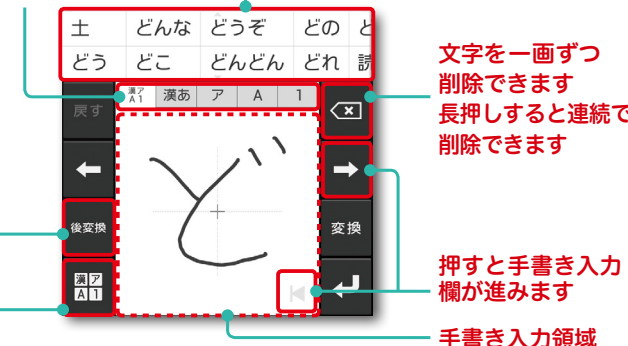 土 どんな どうぞ どの と
どう どこ どんどん どれ 読
漢ア A1 漢あ ア A 1
戻す
文字を一画ずつ
削除できます
長押しすると連続で
削除できます
ど
後変換
変換
漢ア
A1
押すと手書き入力
欄が進みます
手書き入力領域